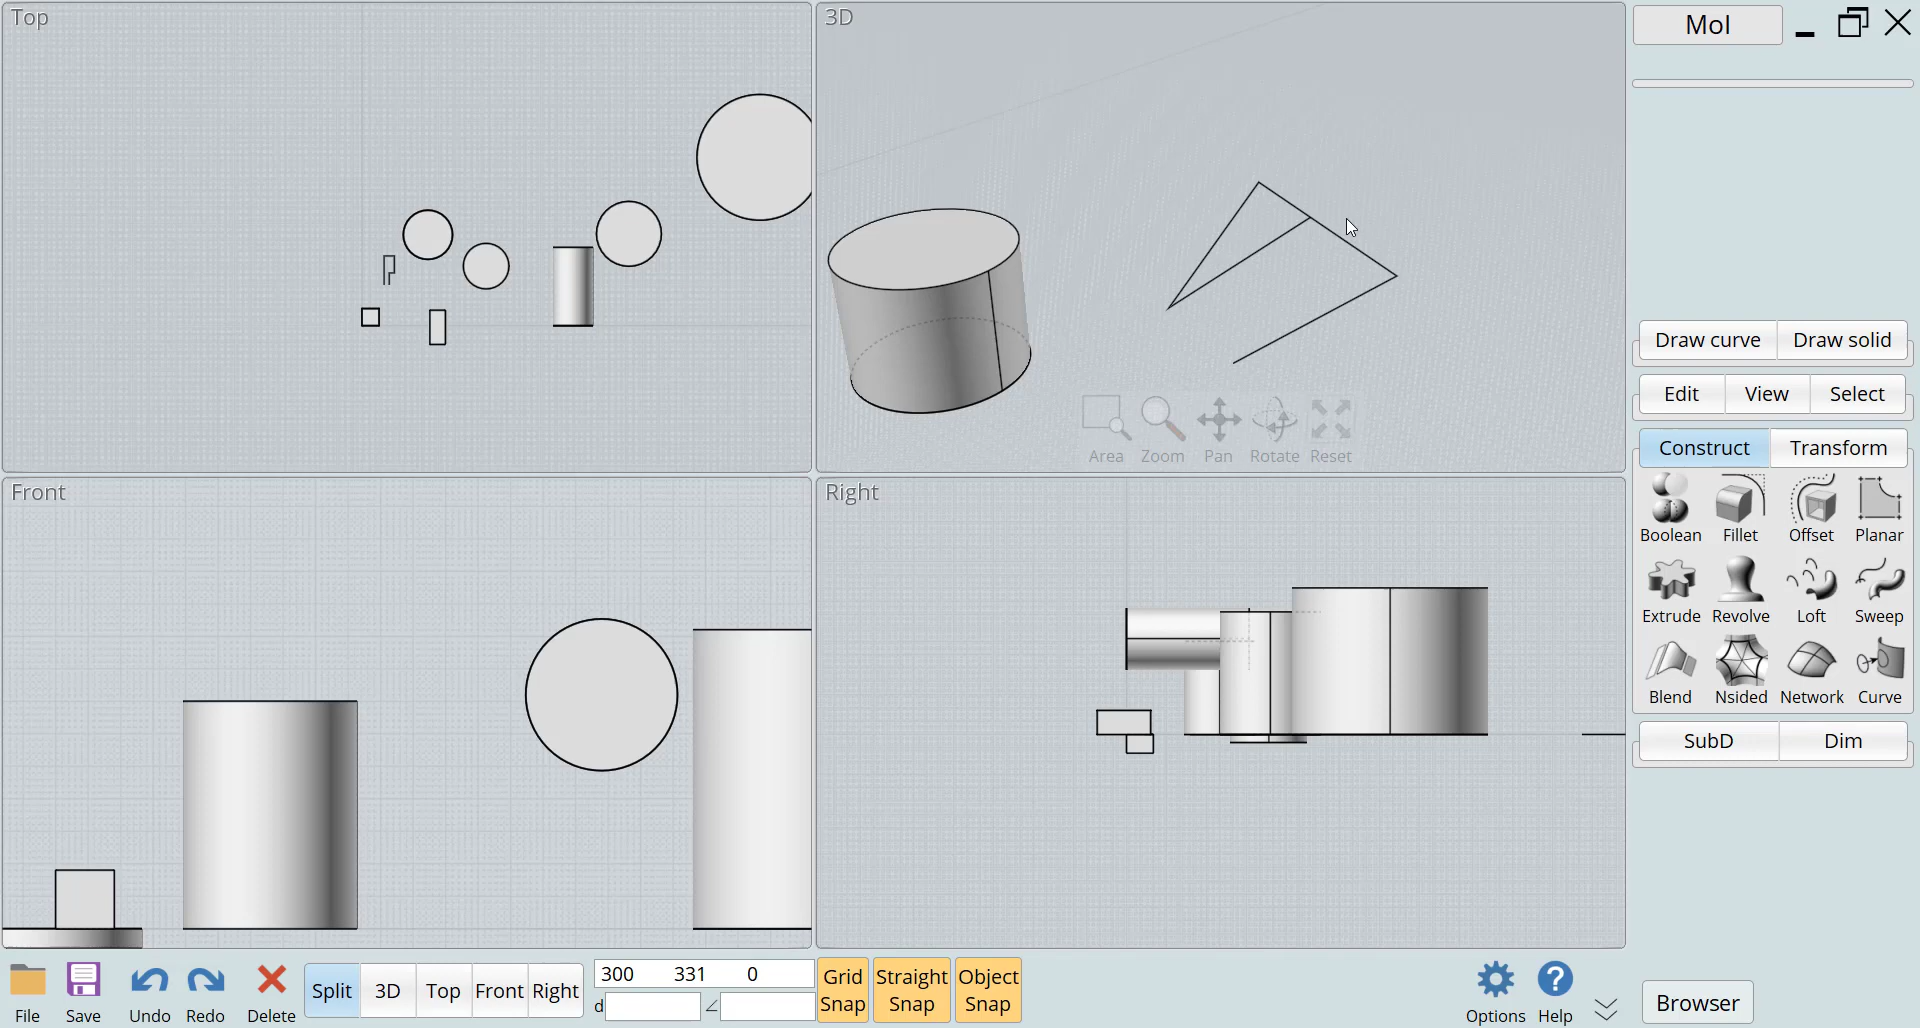 Top
3D
MoI
Draw curve Draw solid
Edit View Select
Construct Transform
Boolean Fillet Offset Planar
Extrude Revolve Loft Sweep
Blend Nsided Network Curve
SubD Dim
Area Zoom Pan Rotate Reset
Front
Right
File Save Undo Redo Delete
Split 3D Top Front Right
300 331 0
d ∠
Grid Snap
Straight Snap
Object Snap
Options Help
Browser